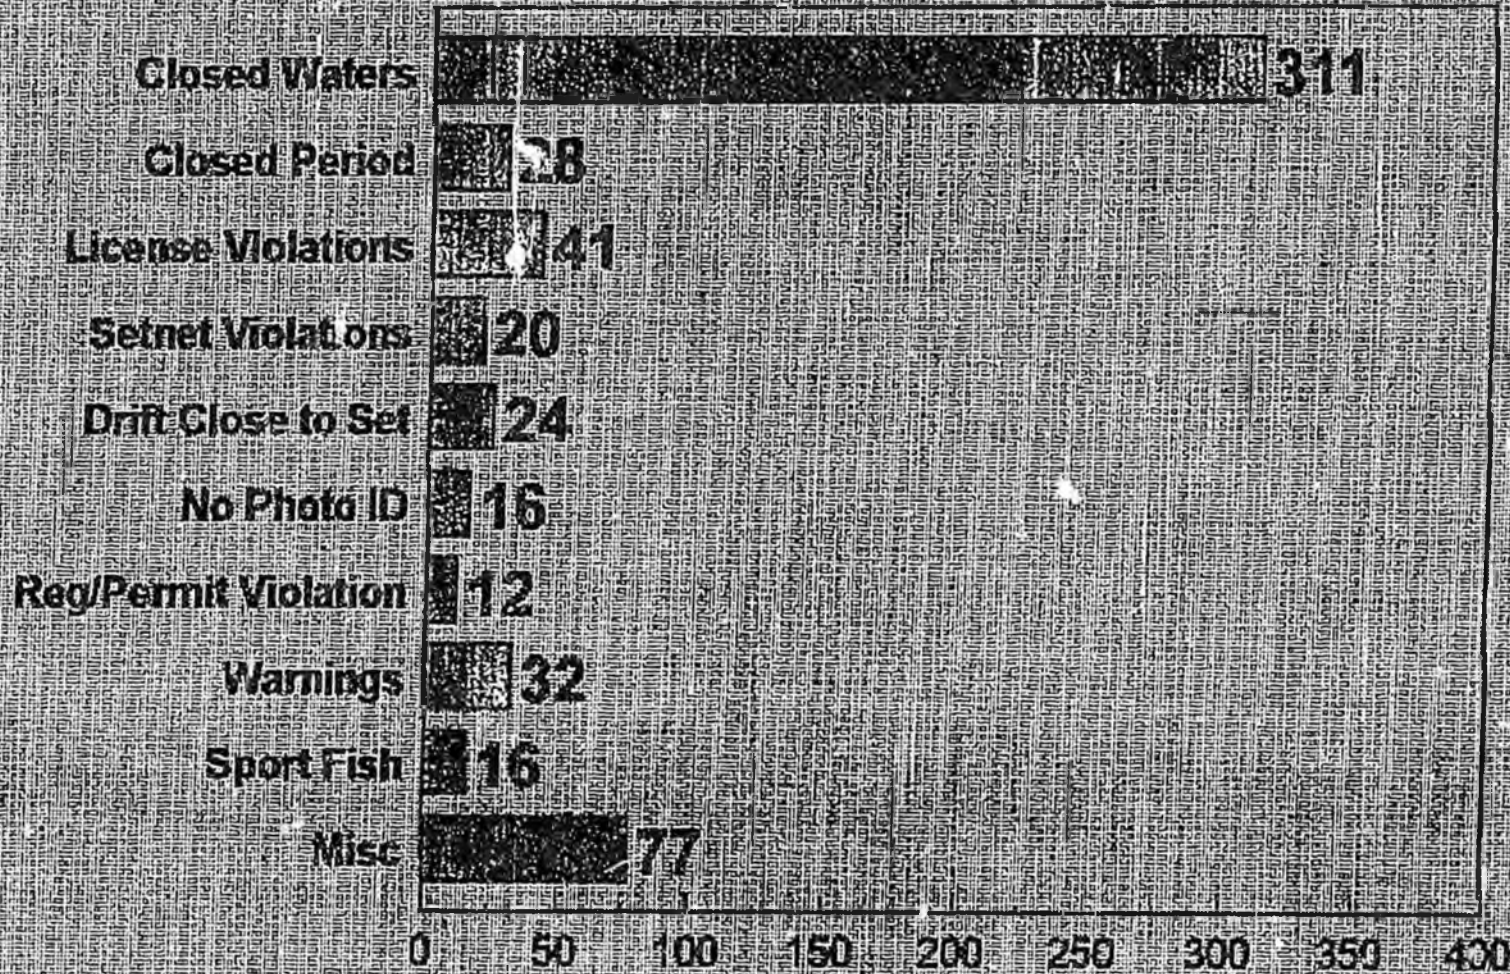 Closed Waters 311
Closed Period 28
License Violations 41
Setnet Violations 20
Drift Close to Set 24
No Photo ID 16
Reg/Permit Violation 12
Warnings 32
Sport Fish 16
Misc 77
0 50 100 150 200 250 300 350 400